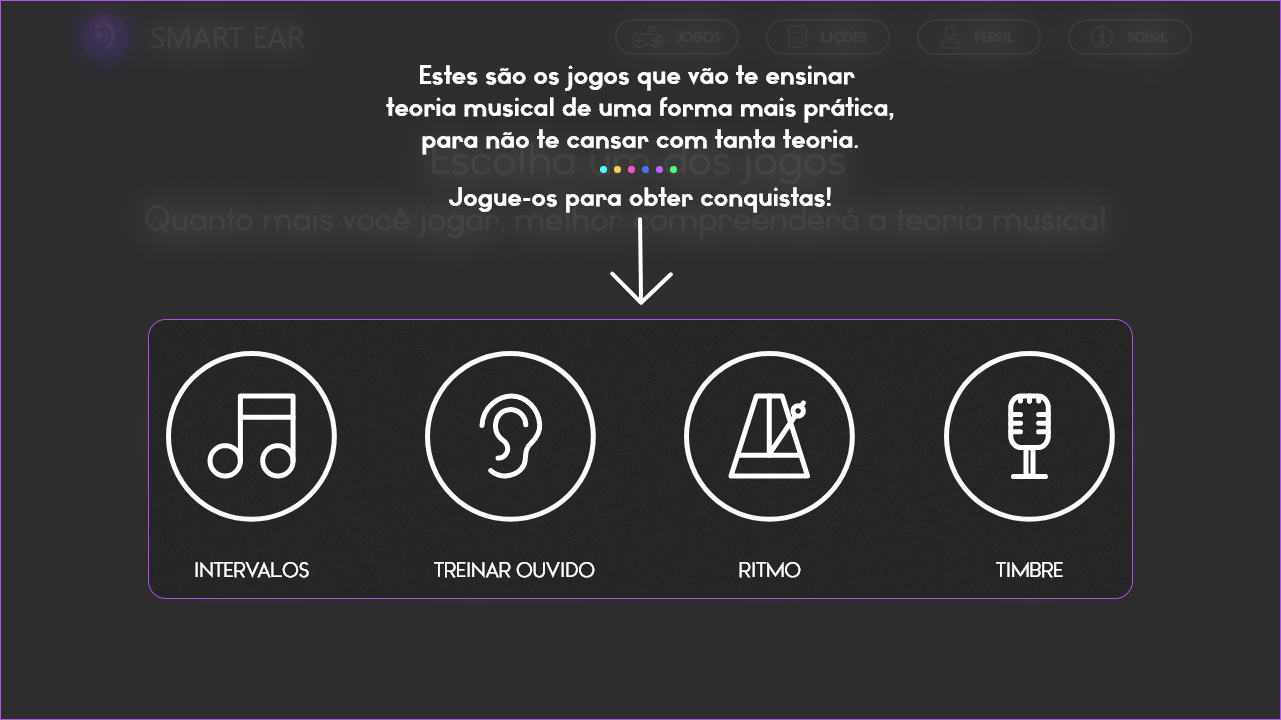 SMART EAR
JOGOS
LIÇÕES
PERFIL
SOBRE
Estes são os jogos que vão te ensinar
teoria musical de uma forma mais prática,
para não te cansar com tanta teoria.
Escolha um dos jogos
Jogue-os para obter conquistas!
Quanto mais você jogar, melhor compreenderá a teoria musical
INTERVALOS
TREINAR OUVIDO
RITMO
TIMBRE